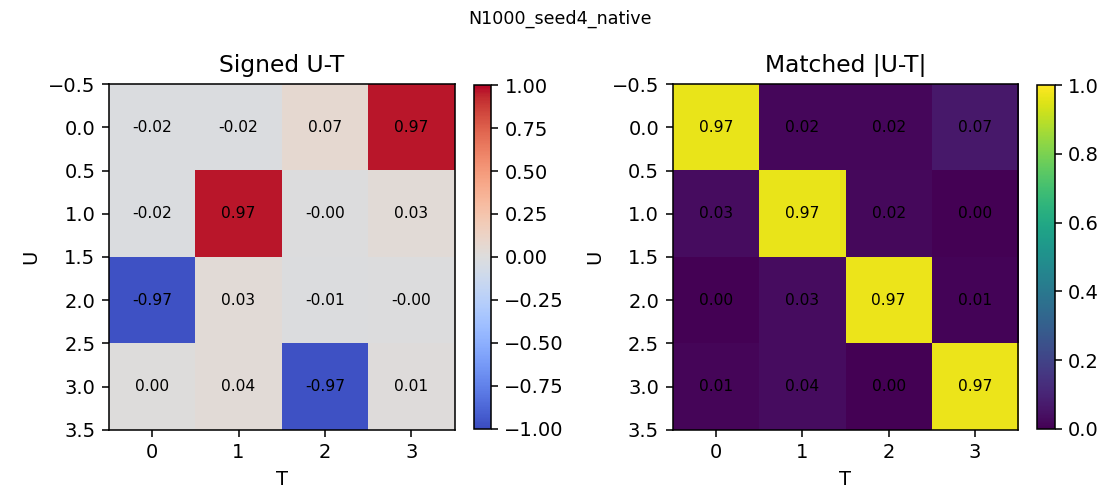 N1000_seed4_native
Signed U-T
−0.5
0.0
0.5
1.0
1.5
2.0
2.5
3.0
3.5
U
-0.02 -0.02 0.07 0.97
-0.02 0.97 -0.00 0.03
-0.97 0.03 -0.01 -0.00
0.00 0.04 -0.97 0.01
0 1 2 3
T
1.00
0.75
0.50
0.25
0.00
−0.25
−0.50
−0.75
−1.00
Matched |U-T|
−0.5
0.0
0.5
1.0
1.5
2.0
2.5
3.0
3.5
U
0.97 0.02 0.02 0.07
0.03 0.97 0.02 0.00
0.00 0.03 0.97 0.01
0.01 0.04 0.00 0.97
0 1 2 3
T
1.0
0.8
0.6
0.4
0.2
0.0